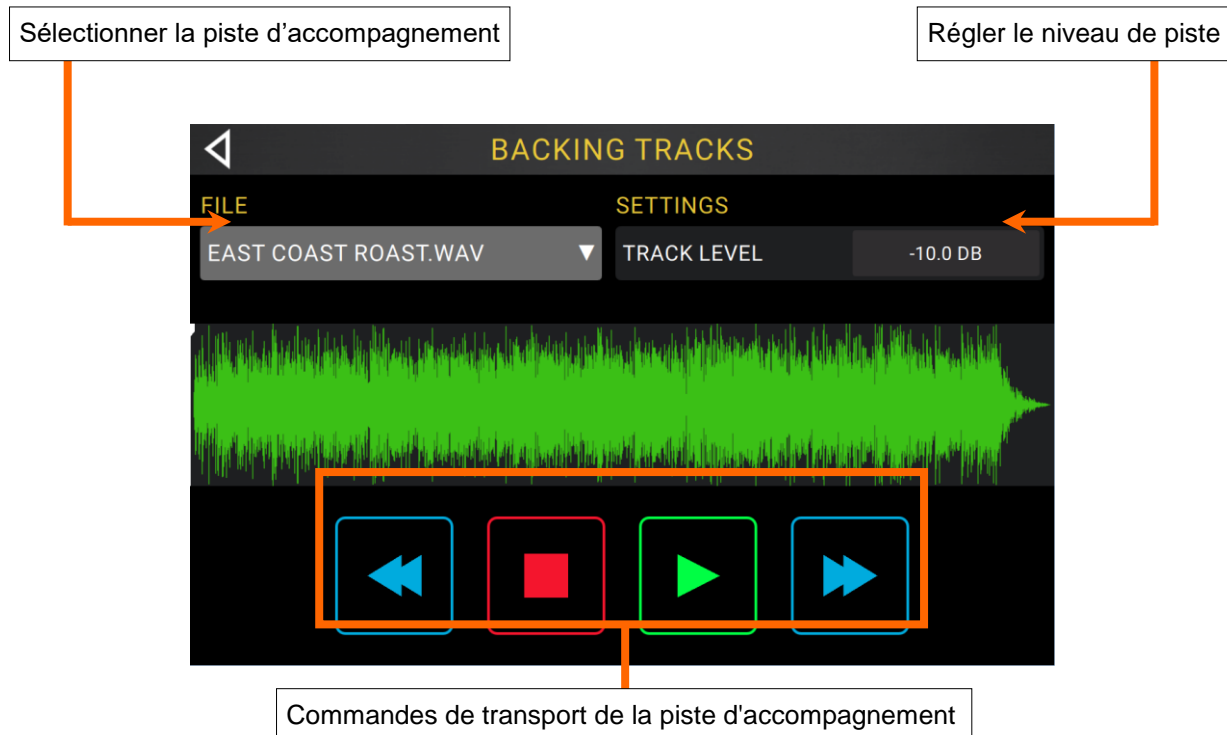 Sélectionner la piste d’accompagnement
Régler le niveau de piste
BACKING TRACKS
FILE
SETTINGS
EAST COAST ROAST.WAV
TRACK LEVEL
-10.0 DB
Commandes de transport de la piste d'accompagnement